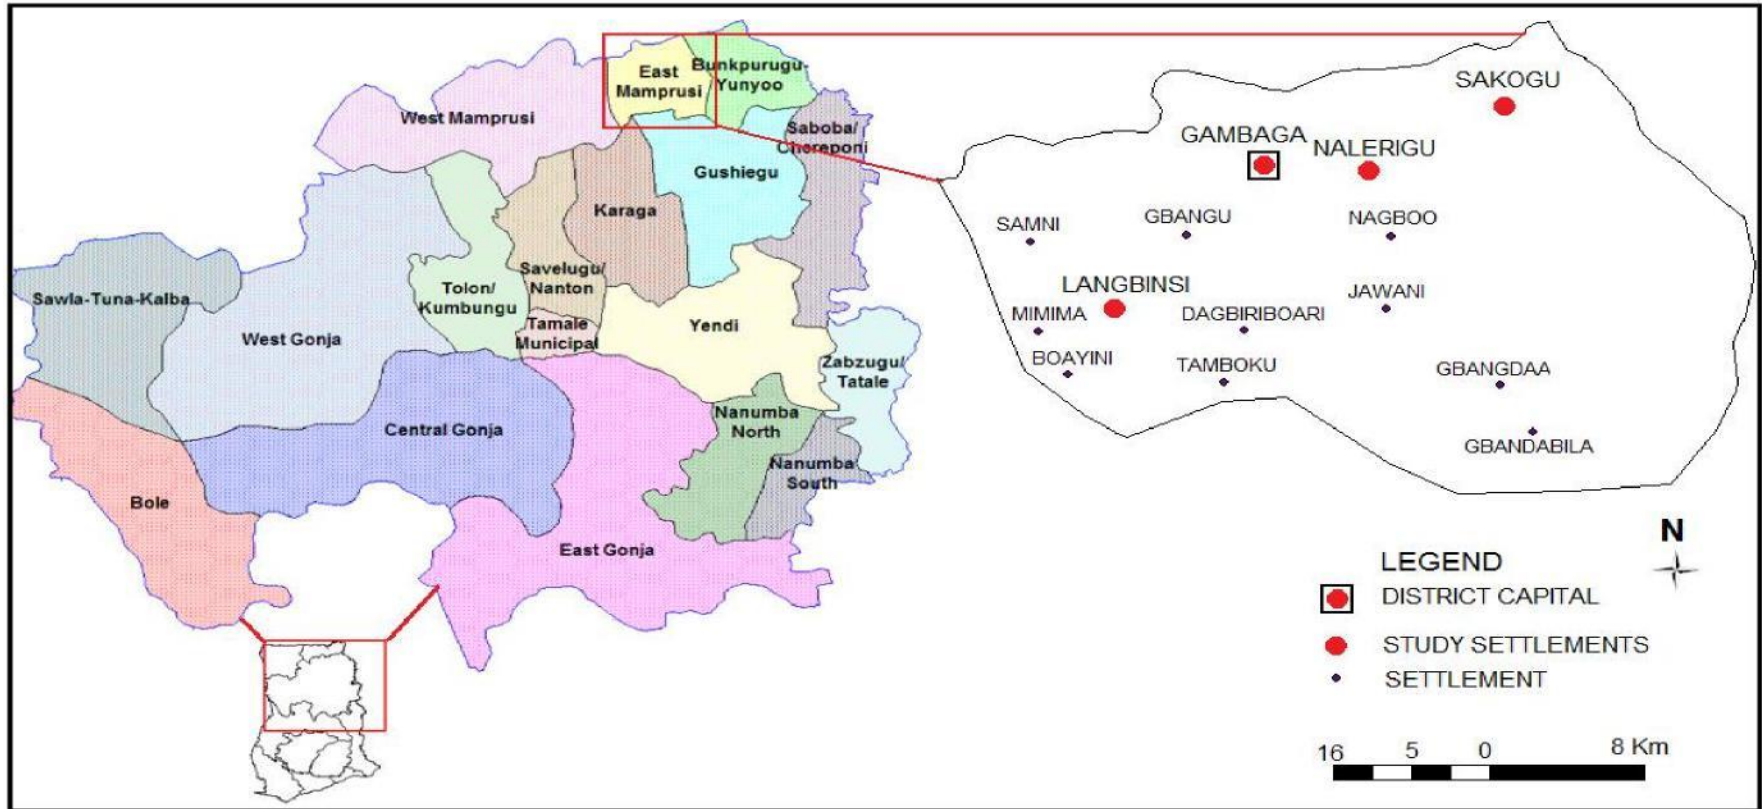 East
Mamprusi
Bunkpurugu-
Yunyoo
West Mamprusi
Saboba/
Chereponi
Gushiegu
Karaga
Sawla-Tuna-Kalba
Tolon/
Kumbungu
Savelugu/
Nanton
West Gonja
Tamale
Municipal
Yendi
Zabzugu/
Tatale
Central Gonja
Nanumba
North
Nanumba
South
Bole
East Gonja
SAKOGU
GAMBAGA
NALERIGU
SAMNI
GBANGU
NAGBOO
LANGBINSI
JAWANI
MIMIMA
DAGBIRIBOARI
BOAYINI
TAMBOKU
GBANGDAA
GBANDABILA
N
LEGEND
DISTRICT CAPITAL
STUDY SETTLEMENTS
SETTLEMENT
16 5 0 8 Km